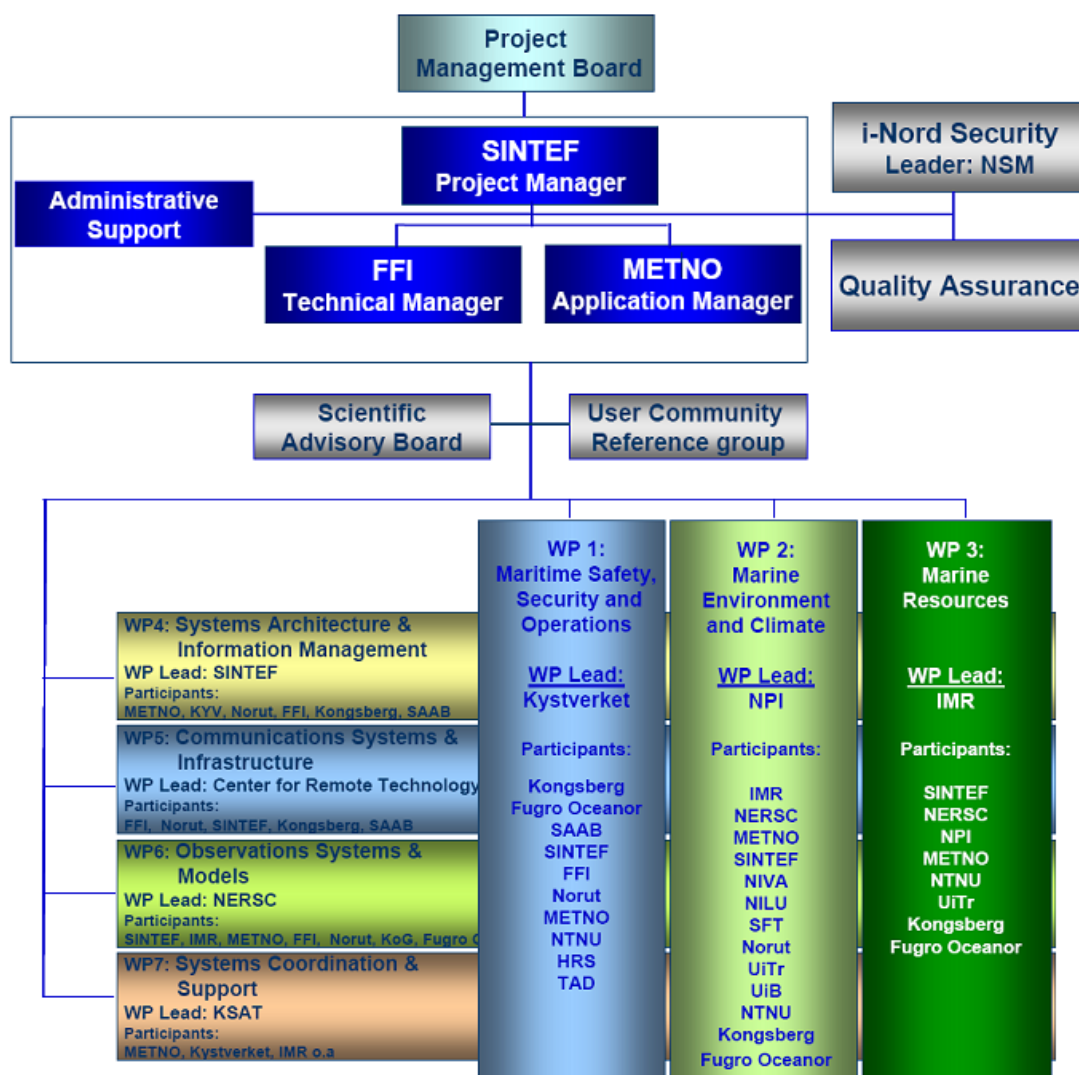 Project
Management Board
SINTEF
Project Manager
Administrative
Support
FFI
Technical Manager
METNO
Application Manager
i-Nord Security
Leader: NSM
Quality Assurance
Scientific
Advisory Board
User Community
Reference group
WP 1:
Maritime Safety,
Security and
Operations
WP Lead:
Kystverket
Participants:
Kongsberg
Fugro Oceanor
SAAB
SINTEF
FFI
Norut
METNO
NTNU
HRS
TAD
WP 2:
Marine
Environment
and Climate
WP Lead:
NPI
Participants:
IMR
NERSC
METNO
SINTEF
NIVA
NILU
SFT
Norut
UiTr
UiB
NTNU
Kongsberg
Fugro Oceanor
WP 3:
Marine
Resources
WP Lead:
IMR
Participants:
SINTEF
NERSC
NPI
METNO
NTNU
UiTr
Kongsberg
Fugro Oceanor
WP4: Systems Architecture &
Information Management
WP Lead: SINTEF
Participants:
METNO, KYV, Norut, FFI, Kongsberg, SAAB
WP5: Communications Systems &
Infrastructure
WP Lead: Center for Remote Technology
Participants:
FFI, Norut, SINTEF, Kongsberg, SAAB
WP6: Observations Systems &
Models
WP Lead: NERSC
Participants:
SINTEF, IMR, METNO, FFI, Norut, KoG, Fugro
WP7: Systems Coordination &
Support
WP Lead: KSAT
Participants:
METNO, Kystverket, IMR o.a